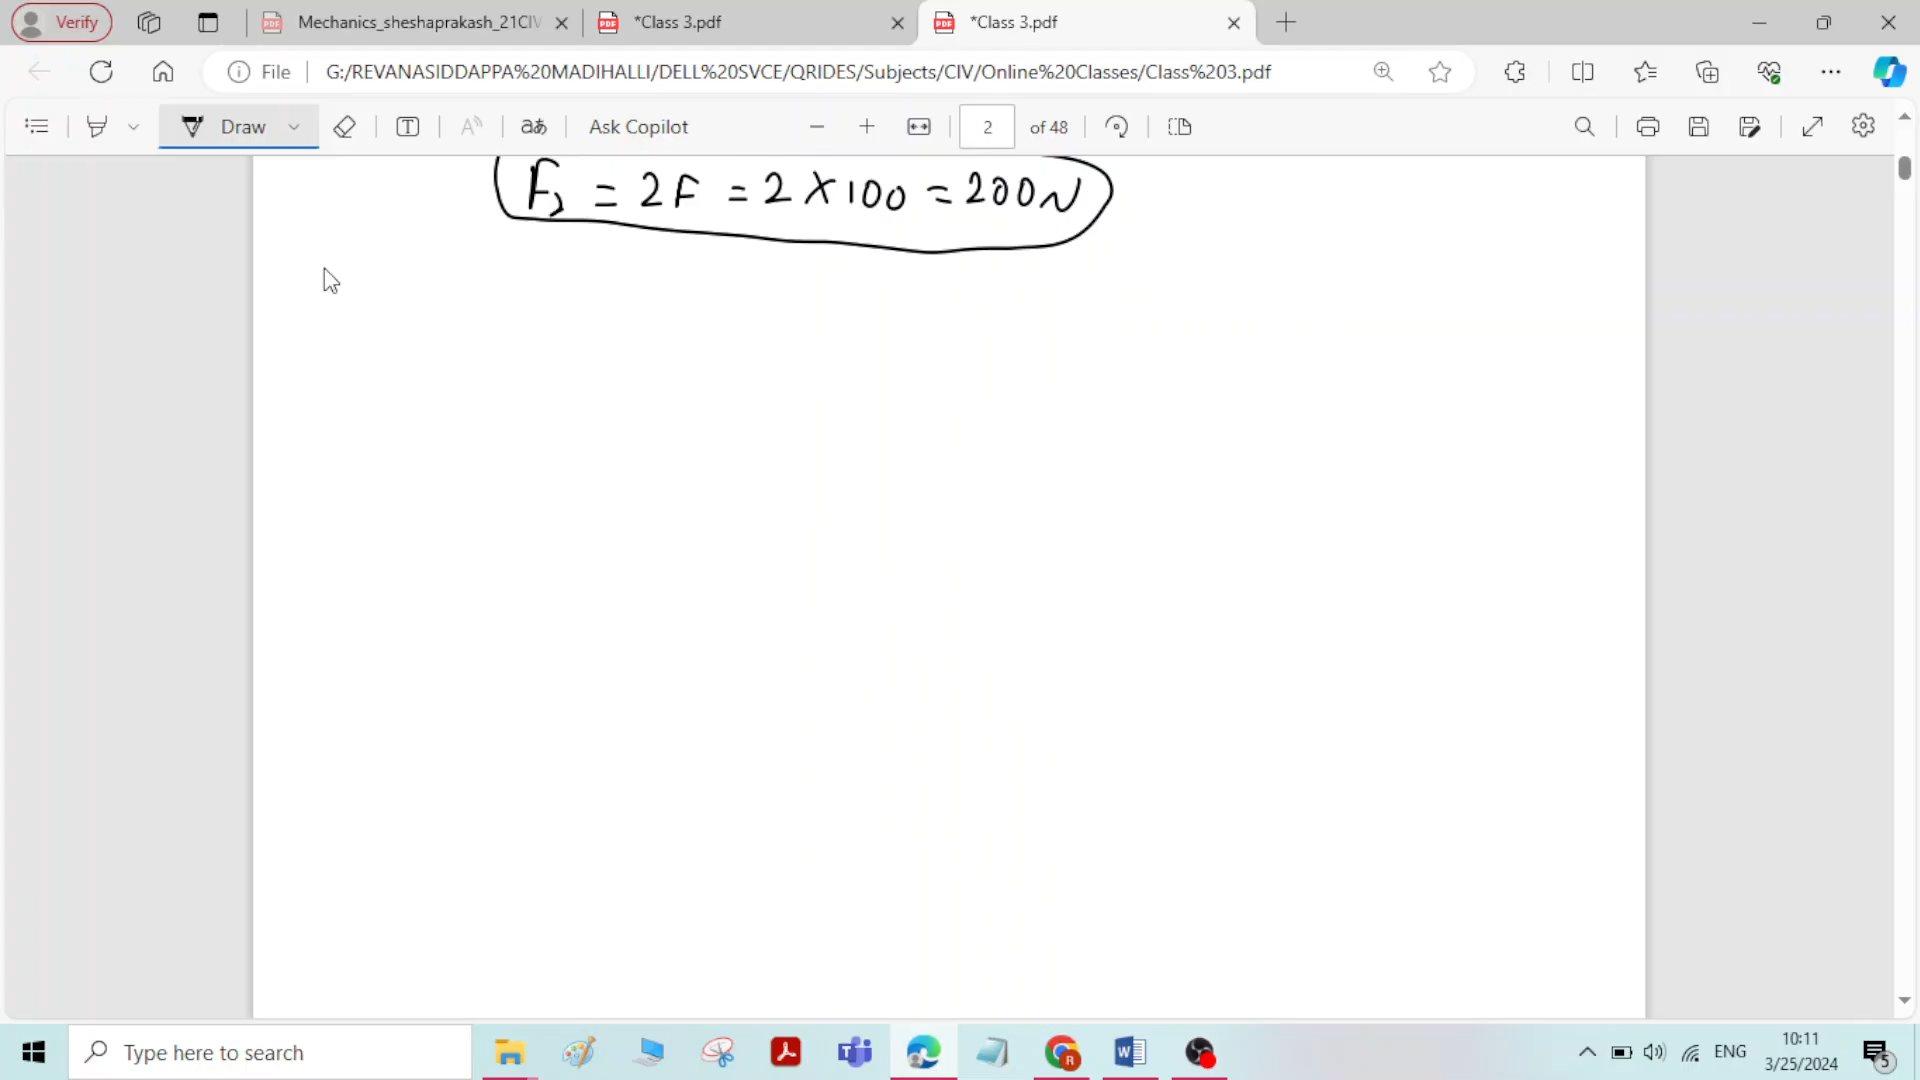 Verify
Mechanics_sheshaprakash_21CIV
*Class 3.pdf
*Class 3.pdf
File
G:/REVANASIDDAPPA%20MADIHALLI/DELL%20SVCE/QRIDES/Subjects/CIV/Online%20Classes/Class%203.pdf
Draw
Ask Copilot
2
of 48
F₂ = 2F = 2 × 100 = 200N
Type here to search
ENG
10:11
3/25/2024
5